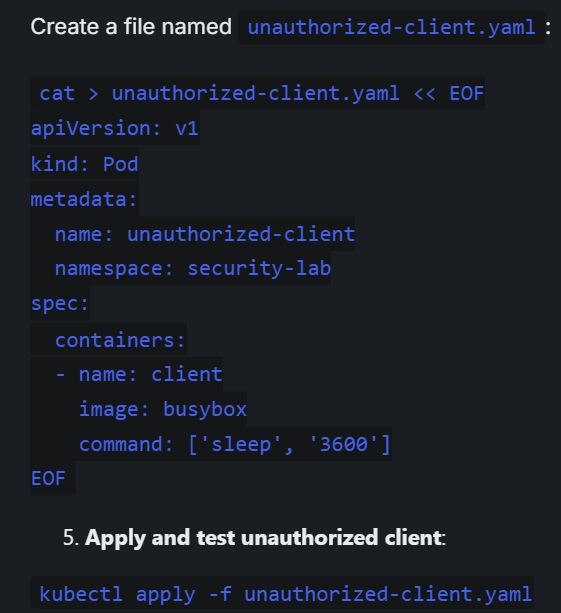 Create a file named unauthorized-client.yaml :
cat > unauthorized-client.yaml << EOF
apiVersion: v1
kind: Pod
metadata:
  name: unauthorized-client
  namespace: security-lab
spec:
  containers:
  - name: client
    image: busybox
    command: ['sleep', '3600']
EOF
5. Apply and test unauthorized client:
kubectl apply -f unauthorized-client.yaml